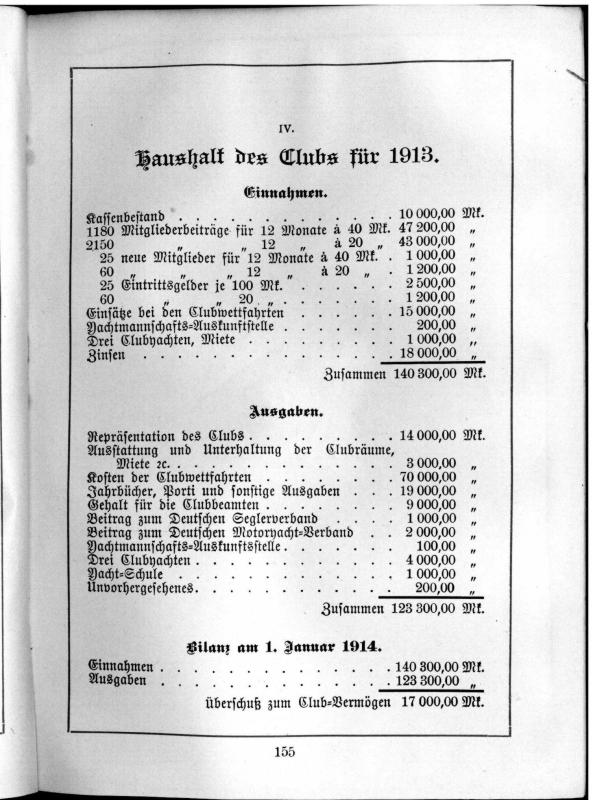 IV.
Haushalt des Clubs für 1913.
Einnahmen.
Kassenbestand . . . . . . . . . . . . . 10 000,00 Mk.
1180 Mitgliederbeiträge für 12 Monate à 40 Mk. 47 200,00 „
2150 „ „ 12 „ à 20 „ 43 000,00 „
25 neue Mitglieder für 12 Monate à 40 Mk. . 1 000,00 „
60 „ „ „ 12 „ à 20 „ . 1 200,00 „
25 Eintrittsgelder je 100 Mk. . . . . . . 2 500,00 „
60 „ „ 20 „ . . . . . . . 1 200,00 „
Einsätze bei den Clubwettfahrten . . . . . . 15 000,00 „
Yachtmannschafts-Auskunftstelle . . . . . . 200,00 „
Drei Clubyachten, Miete . . . . . . . . 1 000,00 „
Zinsen . . . . . . . . . . . . . . 18 000,00 „
Zusammen 140 300,00 Mk.
Ausgaben.
Repräsentation des Clubs . . . . . . . . . 14 000,00 Mk.
Ausstattung und Unterhaltung der Clubräume,
Miete ꝛc. . . . . . . . . . . . . . 3 000,00 „
Kosten der Clubwettfahrten . . . . . . . . 70 000,00 „
Jahrbücher, Porti und sonstige Ausgaben . . . 19 000,00 „
Gehalt für die Clubbeamten . . . . . . . . 9 000,00 „
Beitrag zum Deutschen Seglerverband . . . . . 1 000,00 „
Beitrag zum Deutschen Motoryacht-Verband . . 2 000,00 „
Yachtmannschafts-Auskunftsstelle . . . . . . . 100,00 „
Drei Clubyachten . . . . . . . . . . . . 4 000,00 „
Yacht-Schule . . . . . . . . . . . . 1 000,00 „
Unvorhergesehenes . . . . . . . . . . . 200,00 „
Zusammen 123 300,00 Mk.
Bilanz am 1. Januar 1914.
Einnahmen . . . . . . . . . . . . . . 140 300,00 Mk.
Ausgaben . . . . . . . . . . . . . . 123 300,00 „
Überschuß zum Club-Vermögen 17 000,00 Mk.
155